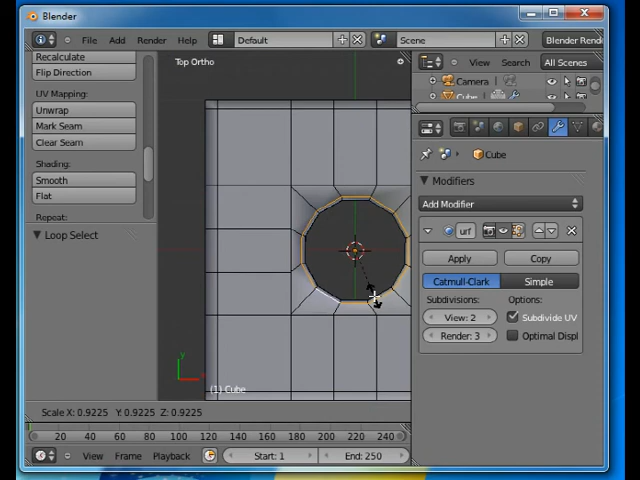 Blender
File Add Render Help Default Scene Blender Rend
Recalculate
Flip Direction
UV Mapping:
Unwrap
Mark Seam
Clear Seam
Shading:
Smooth
Flat
Repeat:
Loop Select
Top Ortho
y
(1) Cube
Scale X: 0.9225 Y: 0.9225 Z: 0.9225
View Search All Scenes
Camera
Cube
Cube
Modifiers
Add Modifier
urf
Apply Copy
Catmull-Clark Simple
Subdivisions: Options:
View: 2 Subdivide UV
Render: 3 Optimal Displ
20 40 60 80 100 120 140 160 180 200 220 240
View Frame Playback Start: 1 End: 250